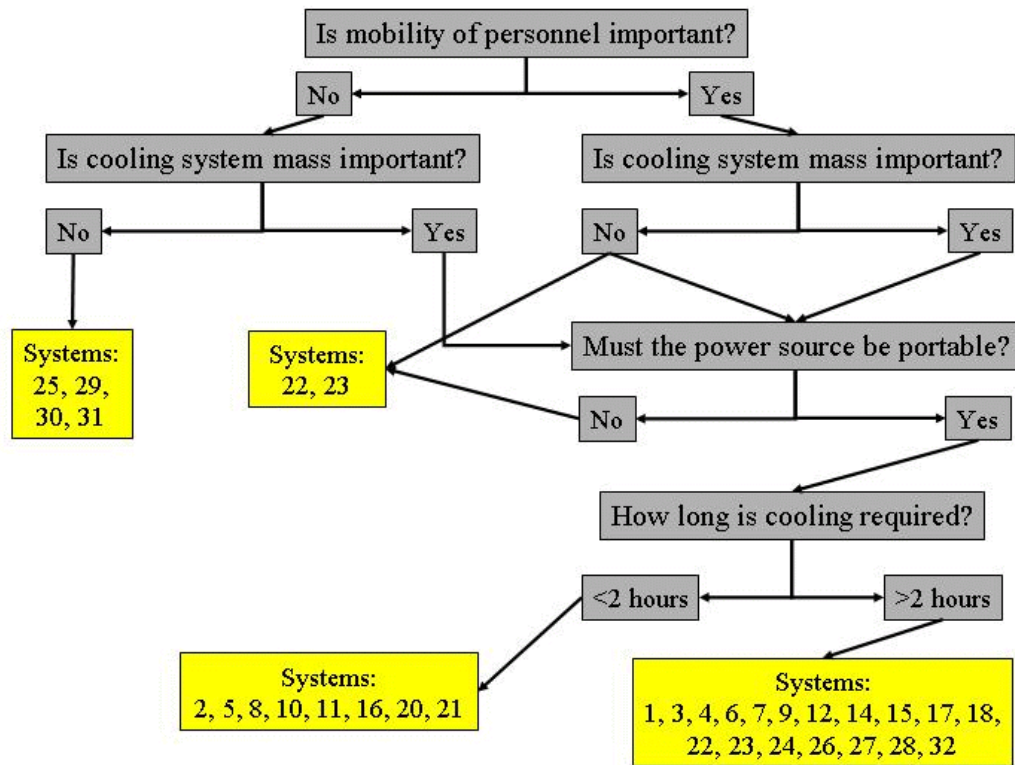 Is mobility of personnel important?
No
Yes
Is cooling system mass important?
Is cooling system mass important?
No
Yes
No
Yes
Systems:
25, 29,
30, 31
Systems:
22, 23
Must the power source be portable?
No
Yes
How long is cooling required?
<2 hours
>2 hours
Systems:
2, 5, 8, 10, 11, 16, 20, 21
Systems:
1, 3, 4, 6, 7, 9, 12, 14, 15, 17, 18,
22, 23, 24, 26, 27, 28, 32